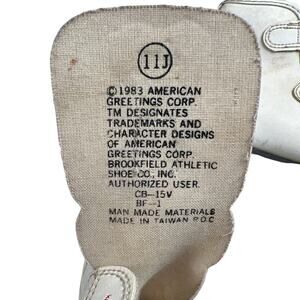 11J
©1983 AMERICAN
GREETINGS CORP.
TM DESIGNATES
TRADEMARKS AND
CHARACTER DESIGNS
OF AMERICAN
GREETINGS CORP.
BROOKFIELD ATHLETIC
SHOE CO., INC.
AUTHORIZED USER.
CB-15V
BF-1
MAN MADE MATERIALS
MADE IN TAIWAN R.O.C